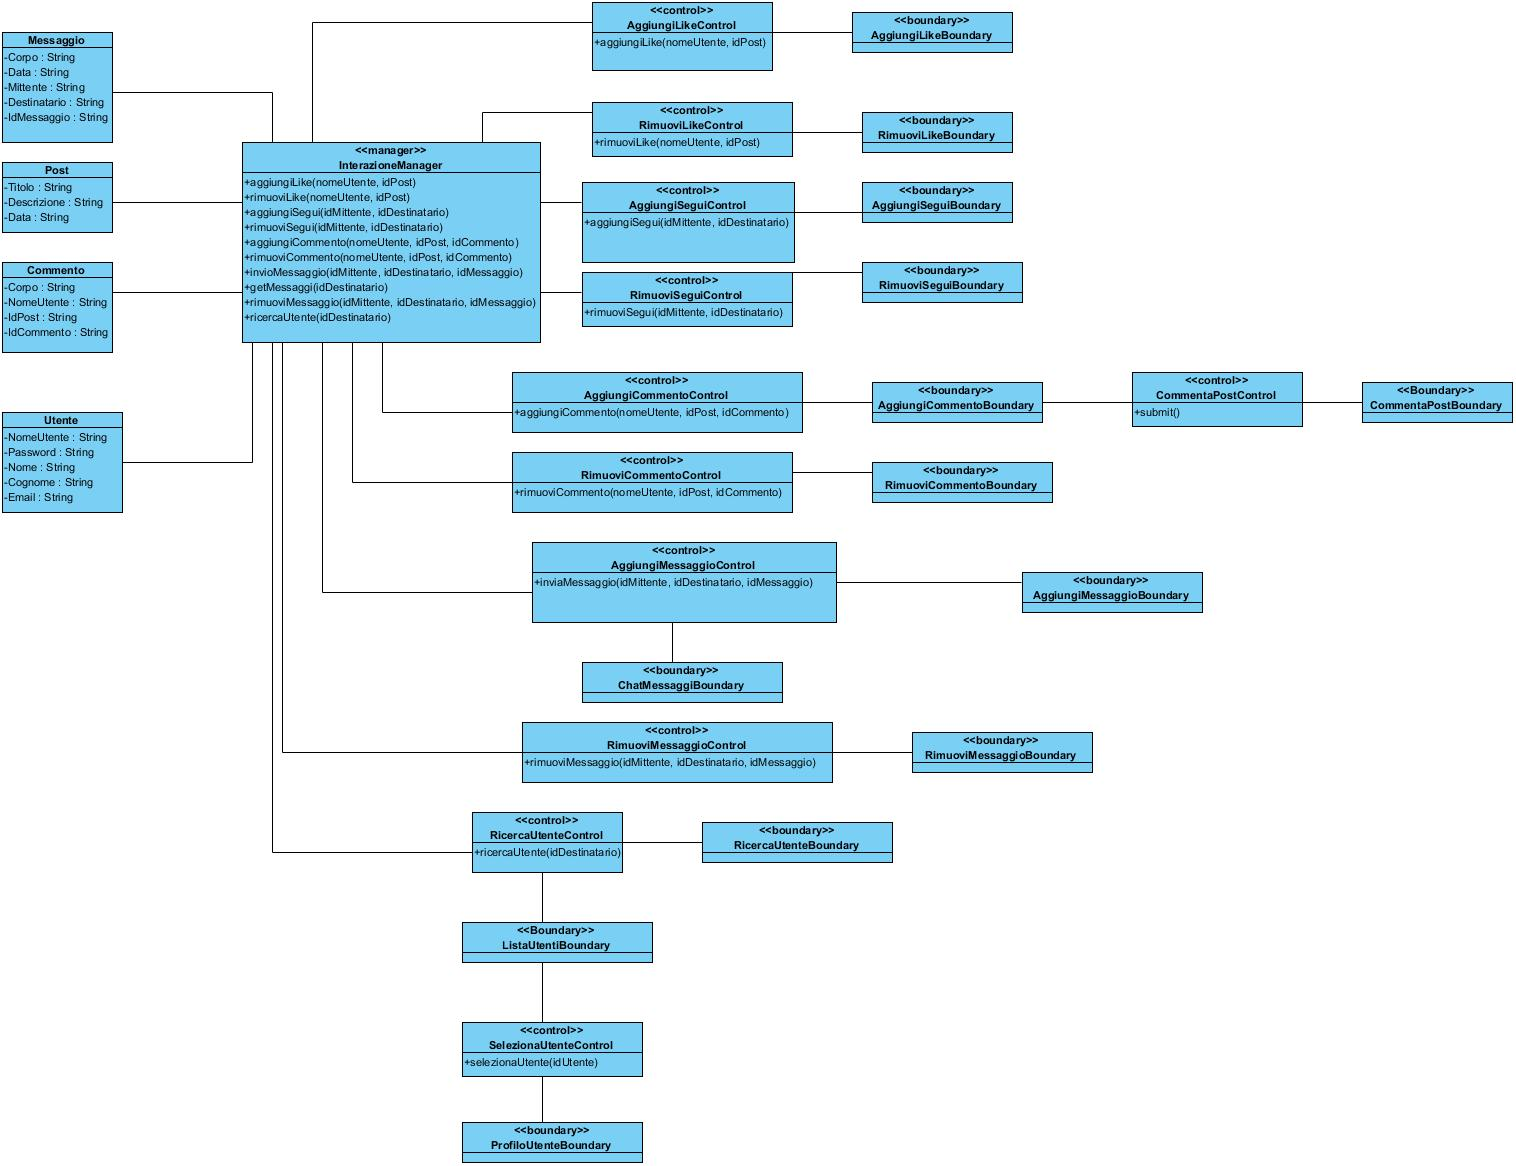 <<control>>
AggiungiLikeControl
+aggiungiLike(nomeUtente, idPost)
<<boundary>>
AggiungiLikeBoundary
Messaggio
-Corpo : String
-Data : String
-Mittente : String
-Destinatario : String
-IdMessaggio : String
<<control>>
RimuoviLikeControl
+rimuoviLike(nomeUtente, idPost)
<<boundary>>
RimuoviLikeBoundary
<<manager>>
InterazioneManager
+aggiungiLike(nomeUtente, idPost)
+rimuoviLike(nomeUtente, idPost)
+aggiungiSegui(idMittente, idDestinatario)
+rimuoviSegui(idMittente, idDestinatario)
+aggiungiCommento(nomeUtente, idPost, idCommento)
+rimuoviCommento(nomeUtente, idPost, idCommento)
+invioMessaggio(idMittente, idDestinatario, idMessaggio)
+getMessaggi(idDestinatario)
+rimuoviMessaggio(idMittente, idDestinatario, idMessaggio)
+ricercaUtente(idDestinatario)
Post
-Titolo : String
-Descrizione : String
-Data : String
<<control>>
AggiungiSeguiControl
+aggiungiSegui(idMittente, idDestinatario)
<<boundary>>
AggiungiSeguiBoundary
Commento
-Corpo : String
-NomeUtente : String
-IdPost : String
-IdCommento : String
<<control>>
RimuoviSeguiControl
+rimuoviSegui(idMittente, idDestinatario)
<<boundary>>
RimuoviSeguiBoundary
<<control>>
AggiungiCommentoControl
+aggiungiCommento(nomeUtente, idPost, idCommento)
<<boundary>>
AggiungiCommentoBoundary
<<control>>
CommentaPostControl
+submit()
<<Boundary>>
CommentaPostBoundary
Utente
-NomeUtente : String
-Password : String
-Nome : String
-Cognome : String
-Email : String
<<control>>
RimuoviCommentoControl
+rimuoviCommento(nomeUtente, idPost, idCommento)
<<boundary>>
RimuoviCommentoBoundary
<<control>>
AggiungiMessaggioControl
+inviaMessaggio(idMittente, idDestinatario, idMessaggio)
<<boundary>>
AggiungiMessaggioBoundary
<<boundary>>
ChatMessaggiBoundary
<<control>>
RimuoviMessaggioControl
+rimuoviMessaggio(idMittente, idDestinatario, idMessaggio)
<<boundary>>
RimuoviMessaggioBoundary
<<control>>
RicercaUtenteControl
+ricercaUtente(idDestinatario)
<<boundary>>
RicercaUtenteBoundary
<<Boundary>>
ListaUtentiBoundary
<<control>>
SelezionaUtenteControl
+selezionaUtente(idUtente)
<<boundary>>
ProfiloUtenteBoundary